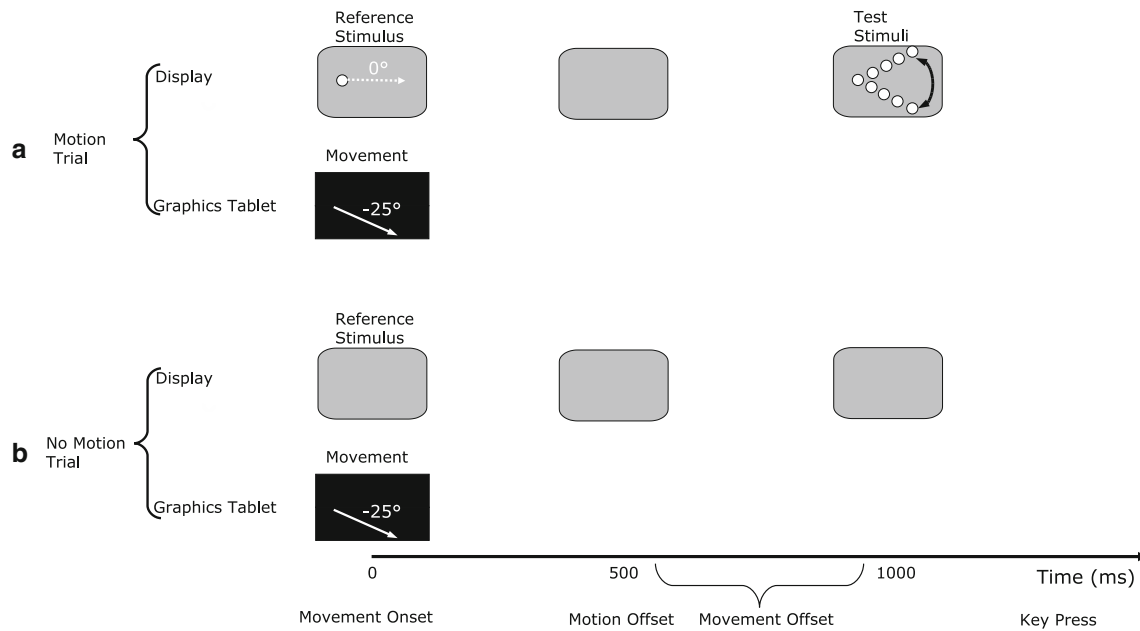 Reference
Stimulus
Test
Stimuli
Display
0°
a
Motion
Trial
Movement
Graphics Tablet
-25°
Reference
Stimulus
Display
b
No Motion
Trial
Movement
Graphics Tablet
-25°
0
500
1000
Time (ms)
Movement Onset
Motion Offset
Movement Offset
Key Press